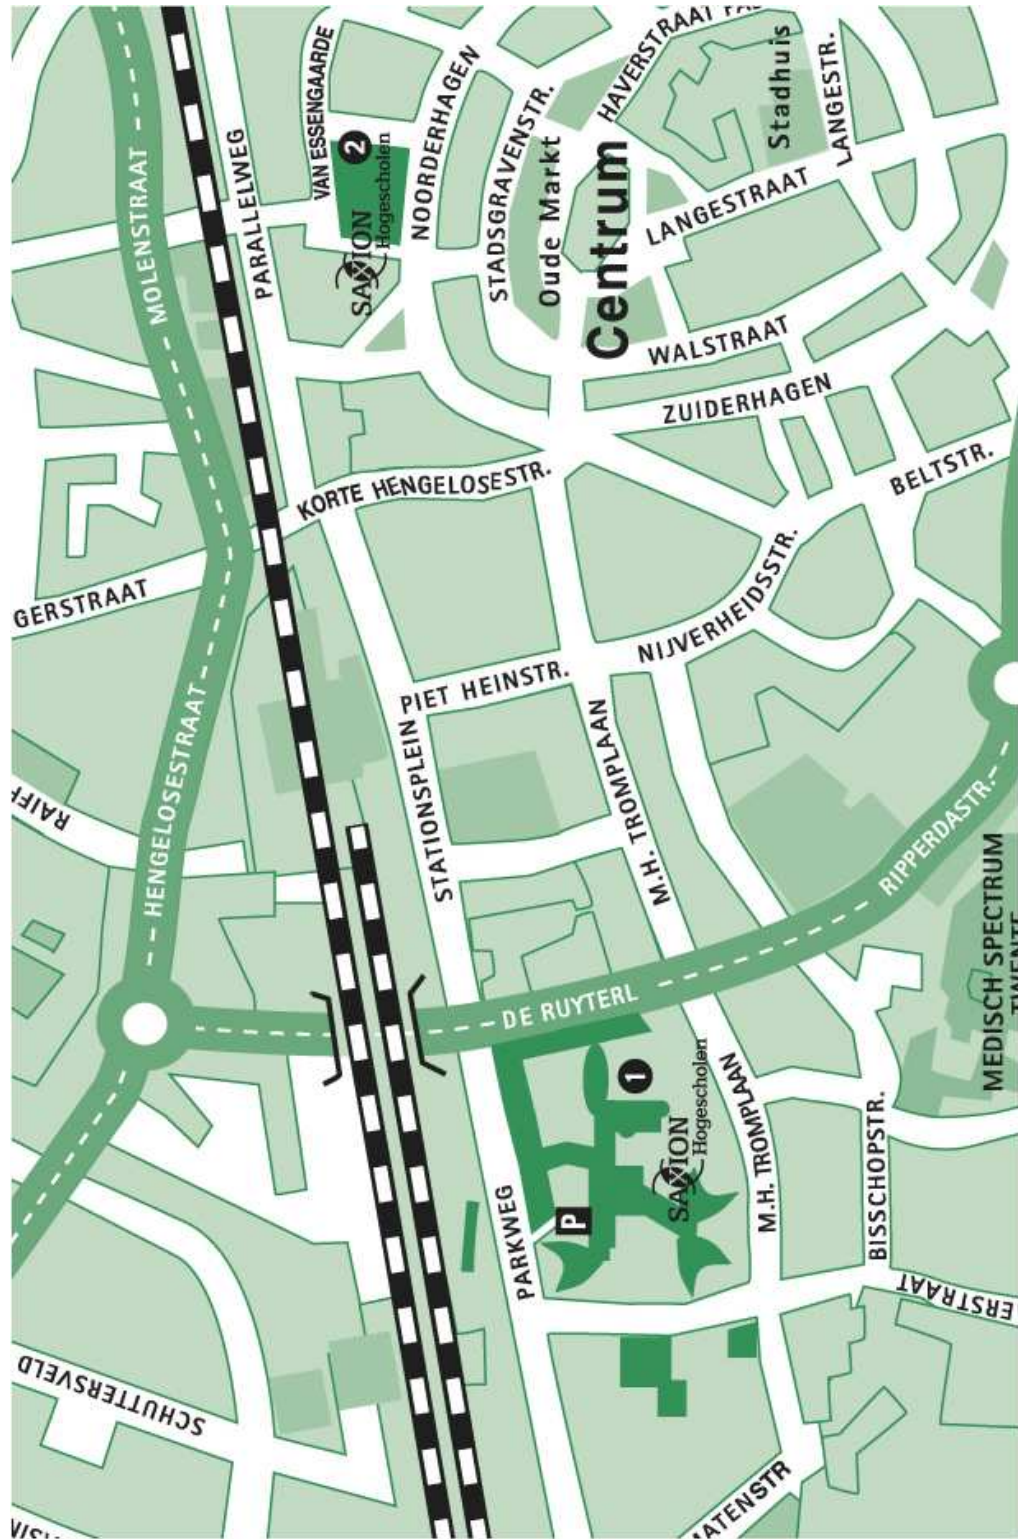 MOLENSTRAAT
PARALLELWEG
VAN ESSENGAARDE
2
SAXION
Hogescholen
NOORDERHAGEN
STADSGRAVENSTR.
HAVERSTRAAT
Stadhuis
LANGESTR.
Oude Markt
Centrum
LANGESTRAAT
WALSTRAAT
ZUIDERHAGEN
KORTE HENGELOSESTR.
BELTSTR.
GERSTRAAT
NIJVERHEIDSSTR.
PIET HEINSTR.
HENGELOSESTRAAT
STATIONSPLEIN
M.H. TROMPLAAN
RIPPERDASTR.
MEDISCH SPECTRUM
TWENTE
DE RUYTERL
1
SAXION
Hogescholen
M.H. TROMPLAAN
P
PARKWEG
BISSCHOPSTR.
ERSTRAAT
SCHUTTERSVELD
MATENSTR